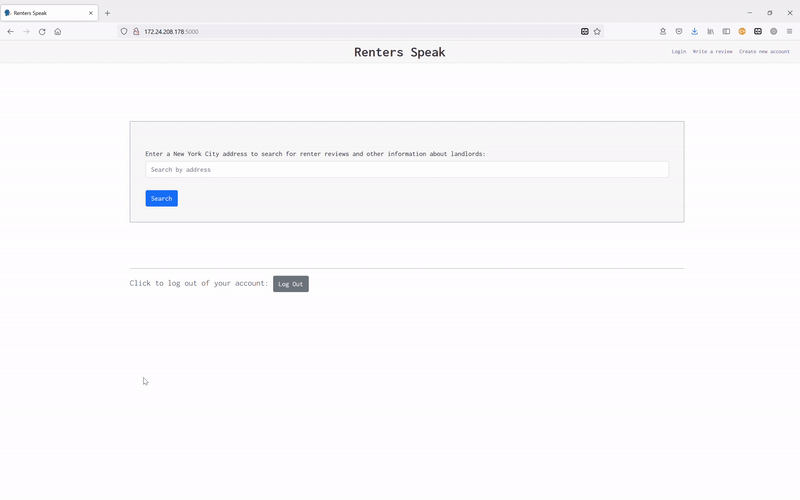 Renters Speak
172.24.208.178:5000
Renters Speak
Login Write a review Create new account
Enter a New York City address to search for renter reviews and other information about landlords:
Search by address
Search
Click to log out of your account: Log Out